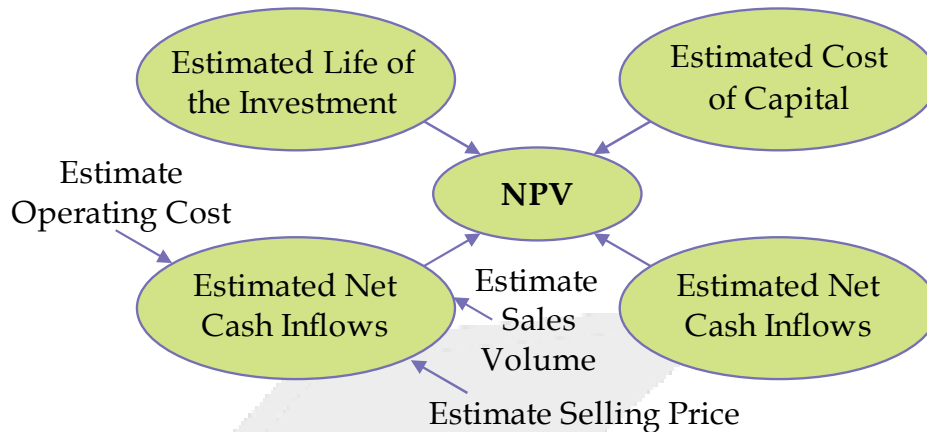 Estimated Life of
the Investment
Estimated Cost
of Capital
NPV
Estimate
Operating Cost
Estimated Net
Cash Inflows
Estimate
Sales
Volume
Estimated Net
Cash Inflows
Estimate Selling Price